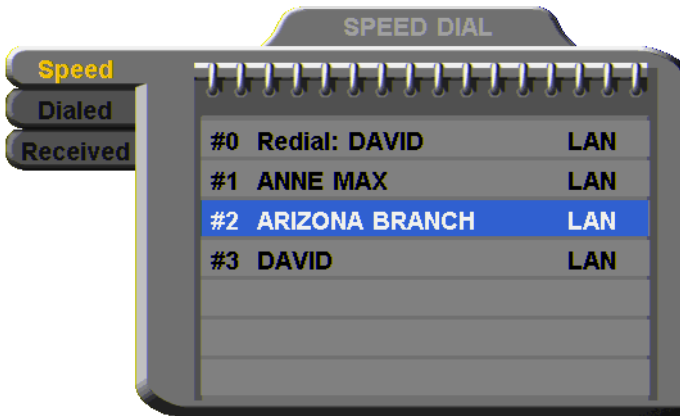 SPEED DIAL
Speed
Dialed
Received
#0 Redial: DAVID LAN
#1 ANNE MAX LAN
#2 ARIZONA BRANCH LAN
#3 DAVID LAN